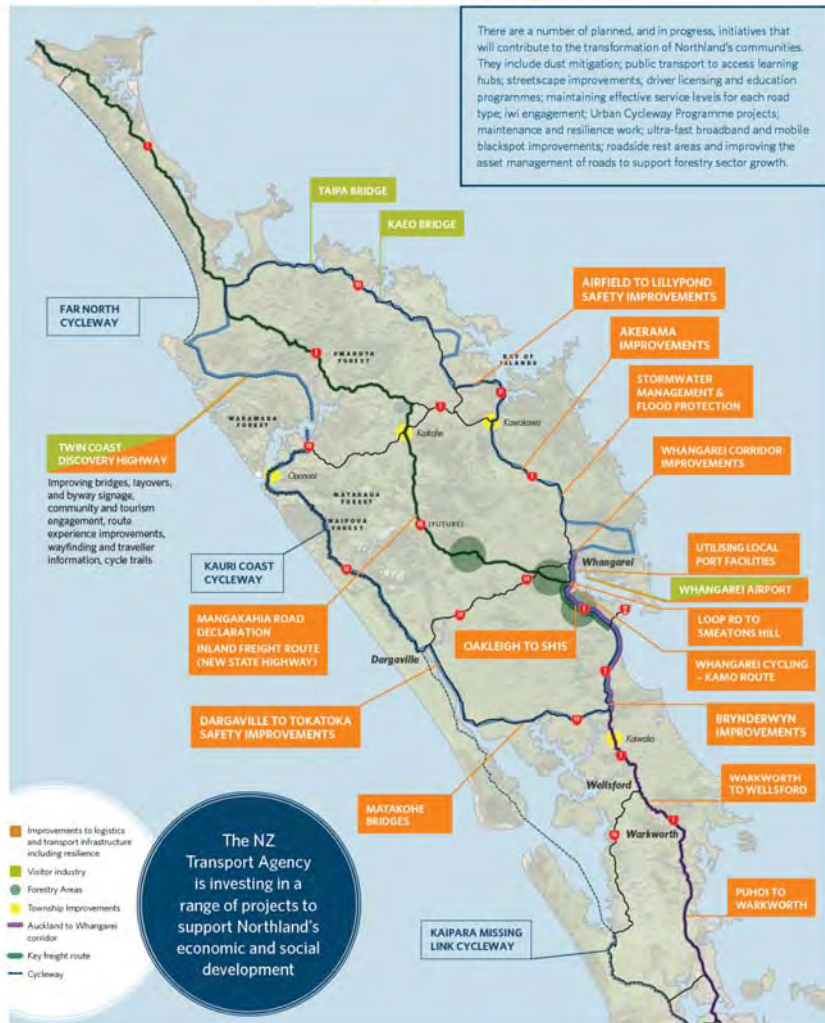 There are a number of planned, and in progress, initiatives that
will contribute to the transformation of Northland's communities.
They include dust mitigation; public transport to access learning
hubs; streetscape improvements; driver licensing and education
programmes; maintaining effective service levels for each road
type; iwi engagement; Urban Cycleway Programme projects;
maintenance and resilience work; ultra-fast broadband and mobile
blackspot improvements; roadside rest areas and improving the
asset management of roads to support forestry sector growth.
TAIPA BRIDGE
KAEO BRIDGE
FAR NORTH
CYCLEWAY
AIRFIELD TO LILLYPOND
SAFETY IMPROVEMENTS
AKERAMA
IMPROVEMENTS
STORMWATER
MANAGEMENT &
FLOOD PROTECTION
WHANGAREI CORRIDOR
IMPROVEMENTS
BAY OF
ISLANDS
FOREST
FOREST
Kaikohe
Kawakawa
Opononi
FOREST
WAIPOUA
FOREST
(FUTURE)
TWIN COAST
DISCOVERY HIGHWAY
Improving bridges, layovers,
and byway signage,
community and tourism
engagement, route
experience improvements,
wayfinding and traveller
information, cycle trails
KAURI COAST
CYCLEWAY
Whangarei
UTILISING LOCAL
PORT FACILITIES
WHANGAREI AIRPORT
LOOP RD TO
SMEATONS HILL
WHANGAREI CYCLING
– KAMO ROUTE
MANGAKAHIA ROAD
DECLARATION
INLAND FREIGHT ROUTE
(NEW STATE HIGHWAY)
OAKLEIGH TO SH15
Dargaville
DARGAVILLE TO TOKATOKA
SAFETY IMPROVEMENTS
BRYNDERWYN
IMPROVEMENTS
Kaiwaka
MATAKOHE
BRIDGES
Wellsford
WARKWORTH
TO WELLSFORD
Warkworth
PUHOI TO
WARKWORTH
KAIPARA MISSING
LINK CYCLEWAY
Improvements to logistics
and transport infrastructure
including resilience
Visitor industry
Forestry Areas
Township Improvements
Auckland to Whangarei
corridor
Key freight route
Cycleway
The NZ
Transport Agency
is investing in a
range of projects to
support Northland's
economic and social
development